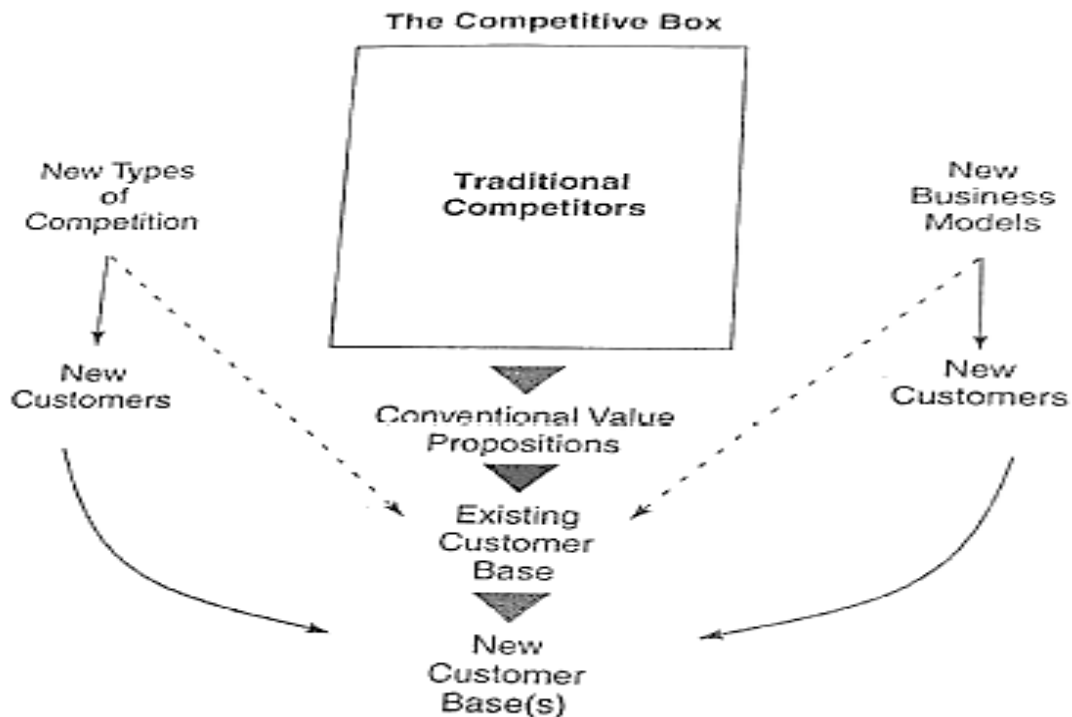 The Competitive Box
Traditional
Competitors
New Types
of
Competition
New
Business
Models
New
Customers
New
Customers
Conventional Value
Propositions
Existing
Customer
Base
New
Customer
Base(s)